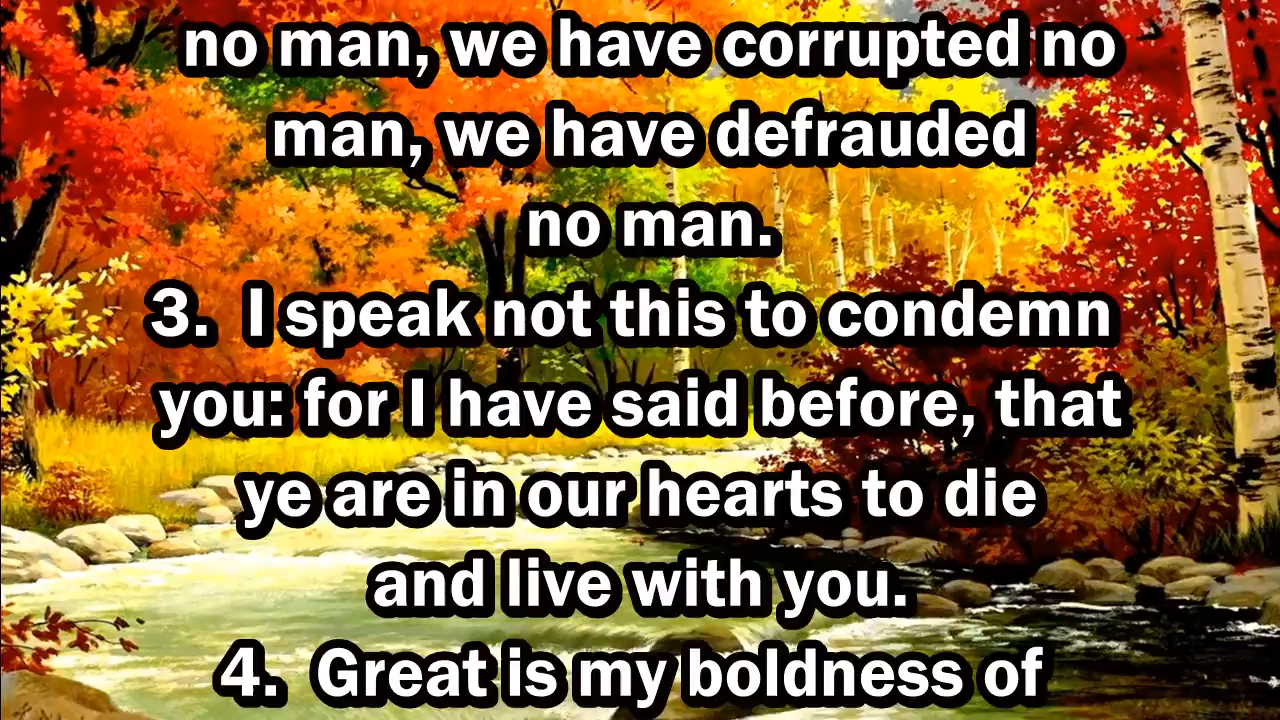 no man, we have corrupted no
man, we have defrauded
no man.
3. I speak not this to condemn
you: for I have said before, that
ye are in our hearts to die
and live with you.
4. Great is my boldness of